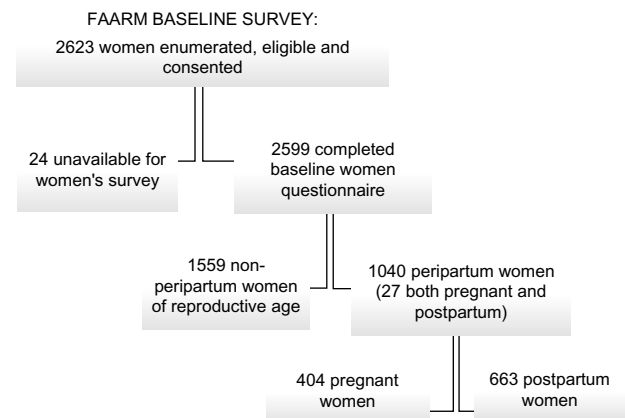 FAARM BASELINE SURVEY:
2623 women enumerated, eligible and
consented
24 unavailable for
women's survey
2599 completed
baseline women
questionnaire
1559 non-
peripartum women
of reproductive age
1040 peripartum women
(27 both pregnant and
postpartum)
404 pregnant
women
663 postpartum
women